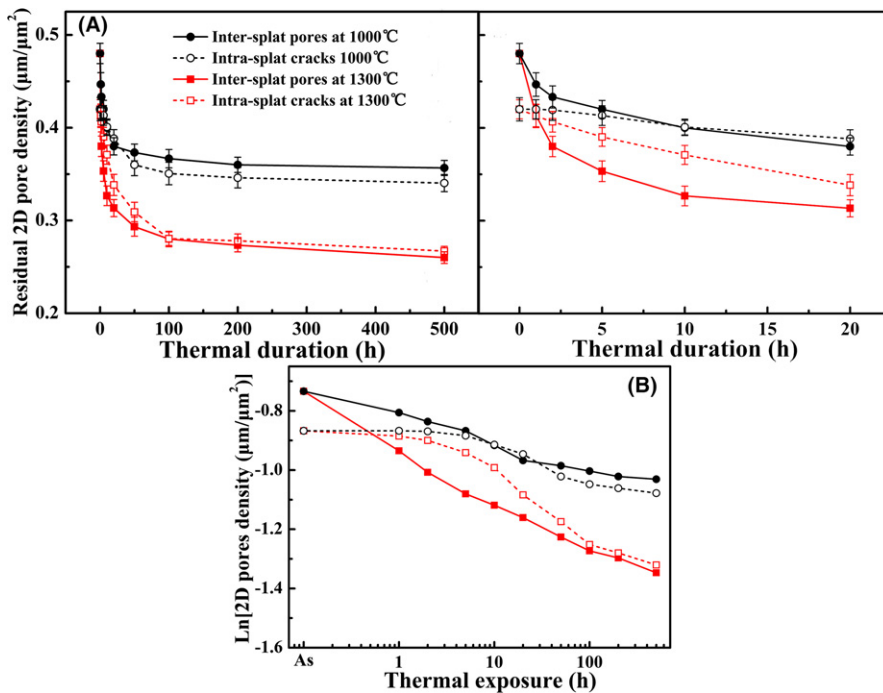 (A)
Inter-splat pores at 1000℃
Intra-splat cracks 1000℃
Inter-splat pores at 1300℃
Intra-splat cracks at 1300℃
Residual 2D pore density (μm/μm²)
0.5
0.4
0.3
0.2
0 100 200 300 400 500
0 5 10 15 20
Thermal duration (h) Thermal duration (h)
(B)
Ln[2D pores density (μm/μm²)]
-0.8
-1.0
-1.2
-1.4
-1.6
As 1 10 100
Thermal exposure (h)